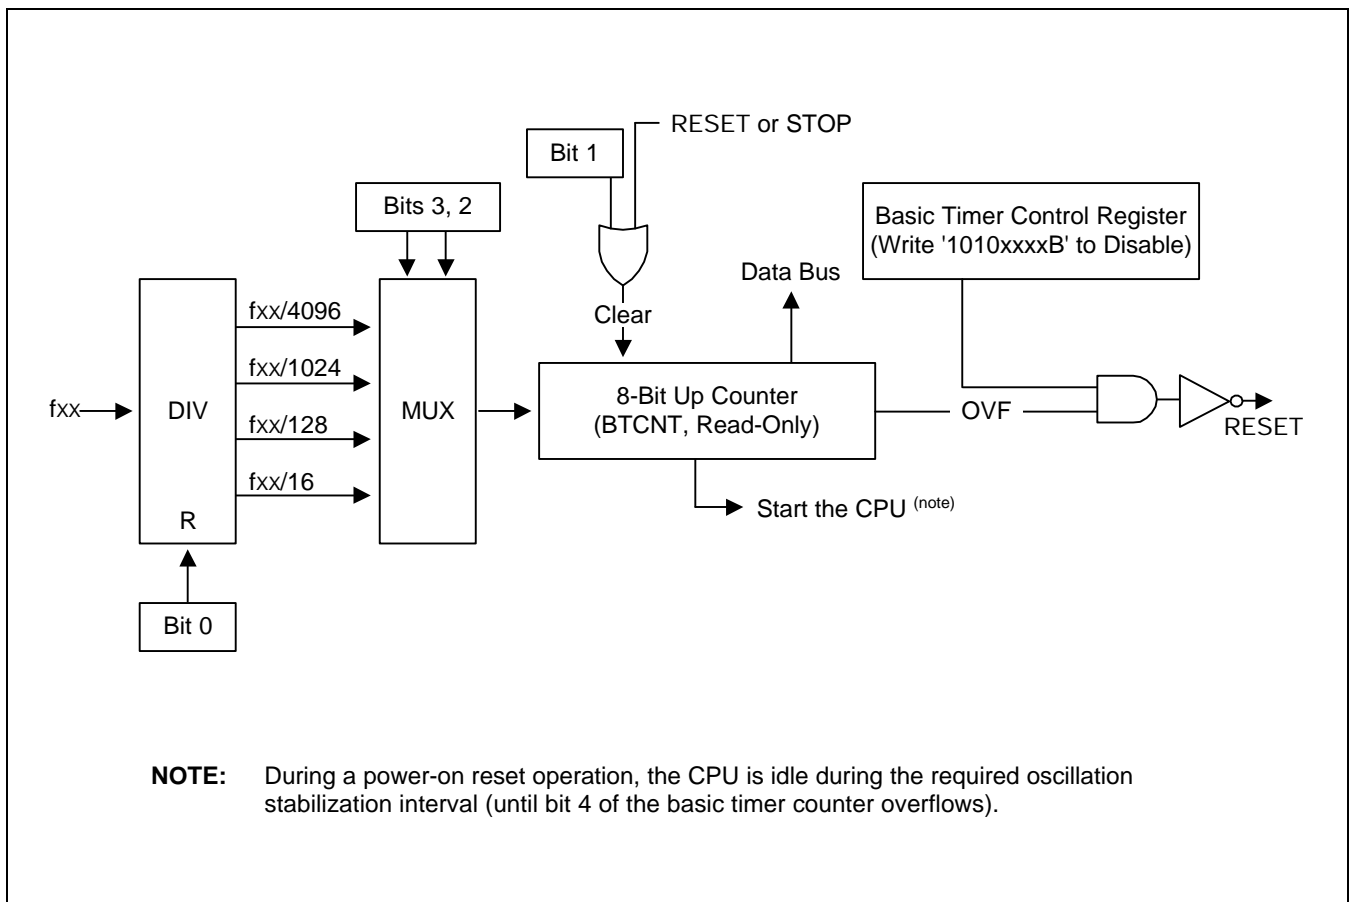 RESET or STOP
Bit 1
Bits 3, 2
Basic Timer Control Register
(Write '1010xxxxB' to Disable)
Data Bus
fxx/4096
Clear
fxx/1024
8-Bit Up Counter
(BTCNT, Read-Only)
fxx
DIV
MUX
OVF
RESET
fxx/128
fxx/16
Start the CPU (note)
R
Bit 0
NOTE: During a power-on reset operation, the CPU is idle during the required oscillation
stabilization interval (until bit 4 of the basic timer counter overflows).